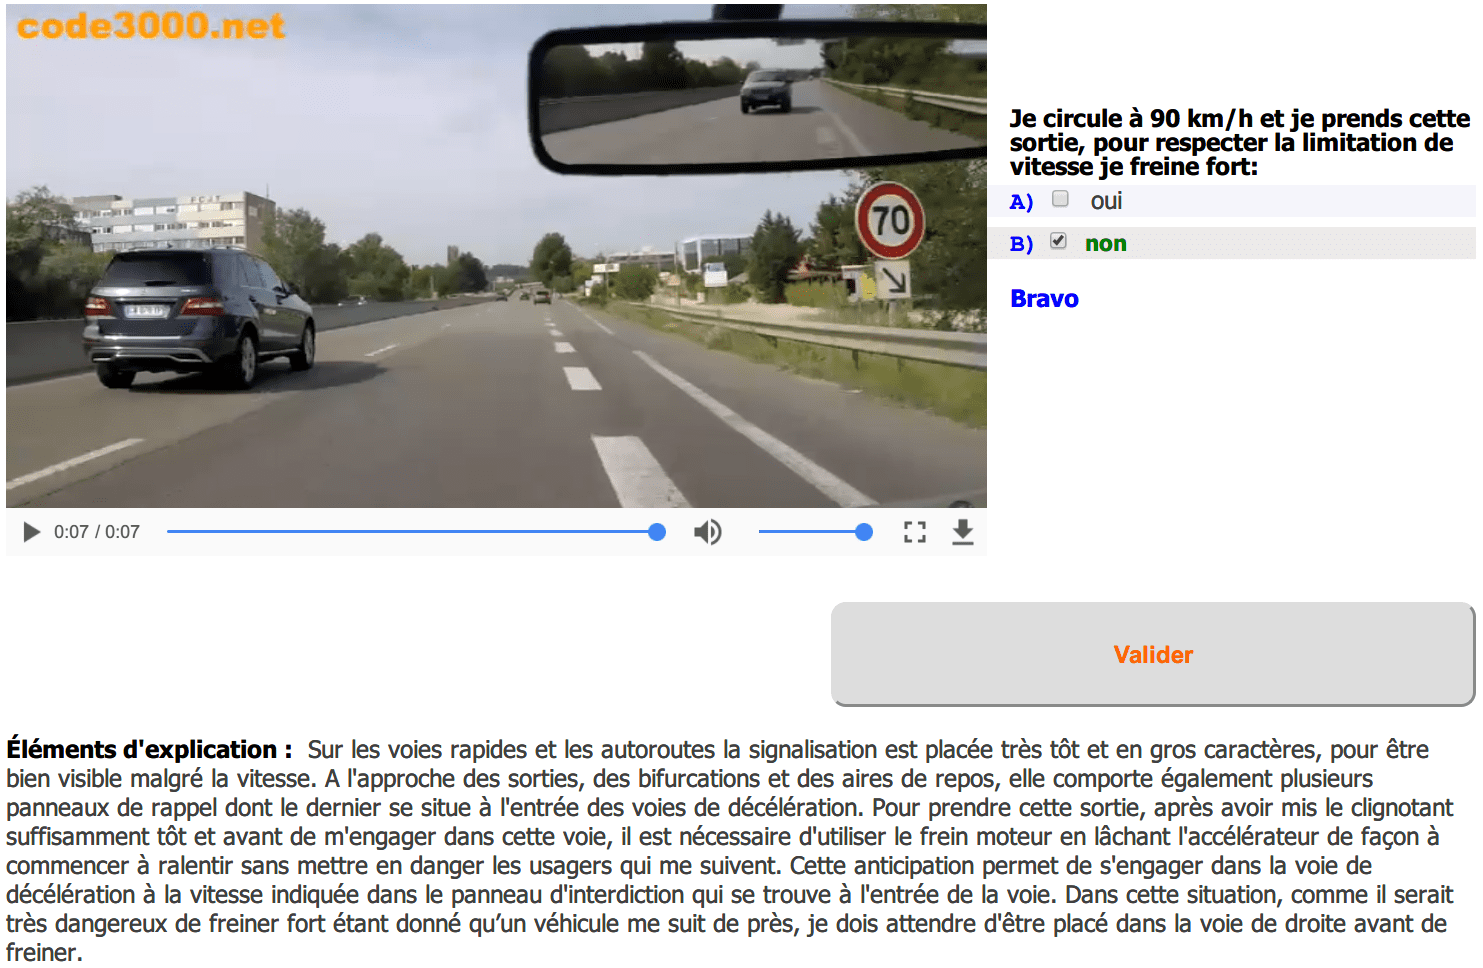 code3000.net
70
Je circule à 90 km/h et je prends cette
sortie, pour respecter la limitation de
vitesse je freine fort:
A) oui
B) non
Bravo
0:07 / 0:07
Valider
Éléments d'explication : Sur les voies rapides et les autoroutes la signalisation est placée très tôt et en gros caractères, pour être
bien visible malgré la vitesse. A l'approche des sorties, des bifurcations et des aires de repos, elle comporte également plusieurs
panneaux de rappel dont le dernier se situe à l'entrée des voies de décélération. Pour prendre cette sortie, après avoir mis le clignotant
suffisamment tôt et avant de m'engager dans cette voie, il est nécessaire d'utiliser le frein moteur en lâchant l'accélérateur de façon à
commencer à ralentir sans mettre en danger les usagers qui me suivent. Cette anticipation permet de s'engager dans la voie de
décélération à la vitesse indiquée dans le panneau d'interdiction qui se trouve à l'entrée de la voie. Dans cette situation, comme il serait
très dangereux de freiner fort étant donné qu’un véhicule me suit de près, je dois attendre d'être placé dans la voie de droite avant de
freiner.